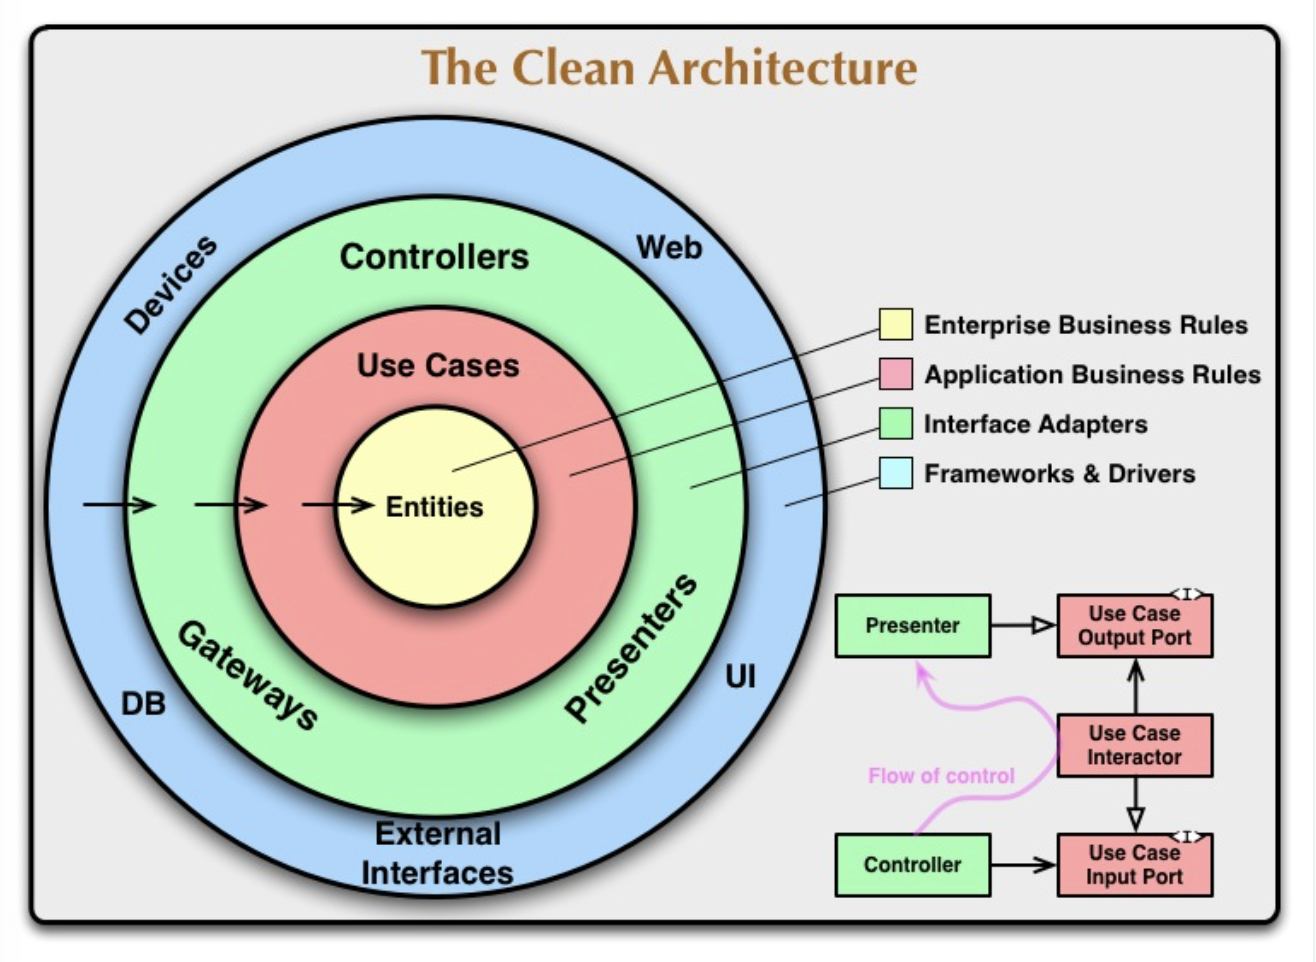 The Clean Architecture
Devices
Controllers
Web
Use Cases
Entities
Gateways
Presenters
DB
UI
External
Interfaces
Enterprise Business Rules
Application Business Rules
Interface Adapters
Frameworks & Drivers
Presenter
<I>
Use Case
Output Port
Use Case
Interactor
Flow of control
Controller
<I>
Use Case
Input Port